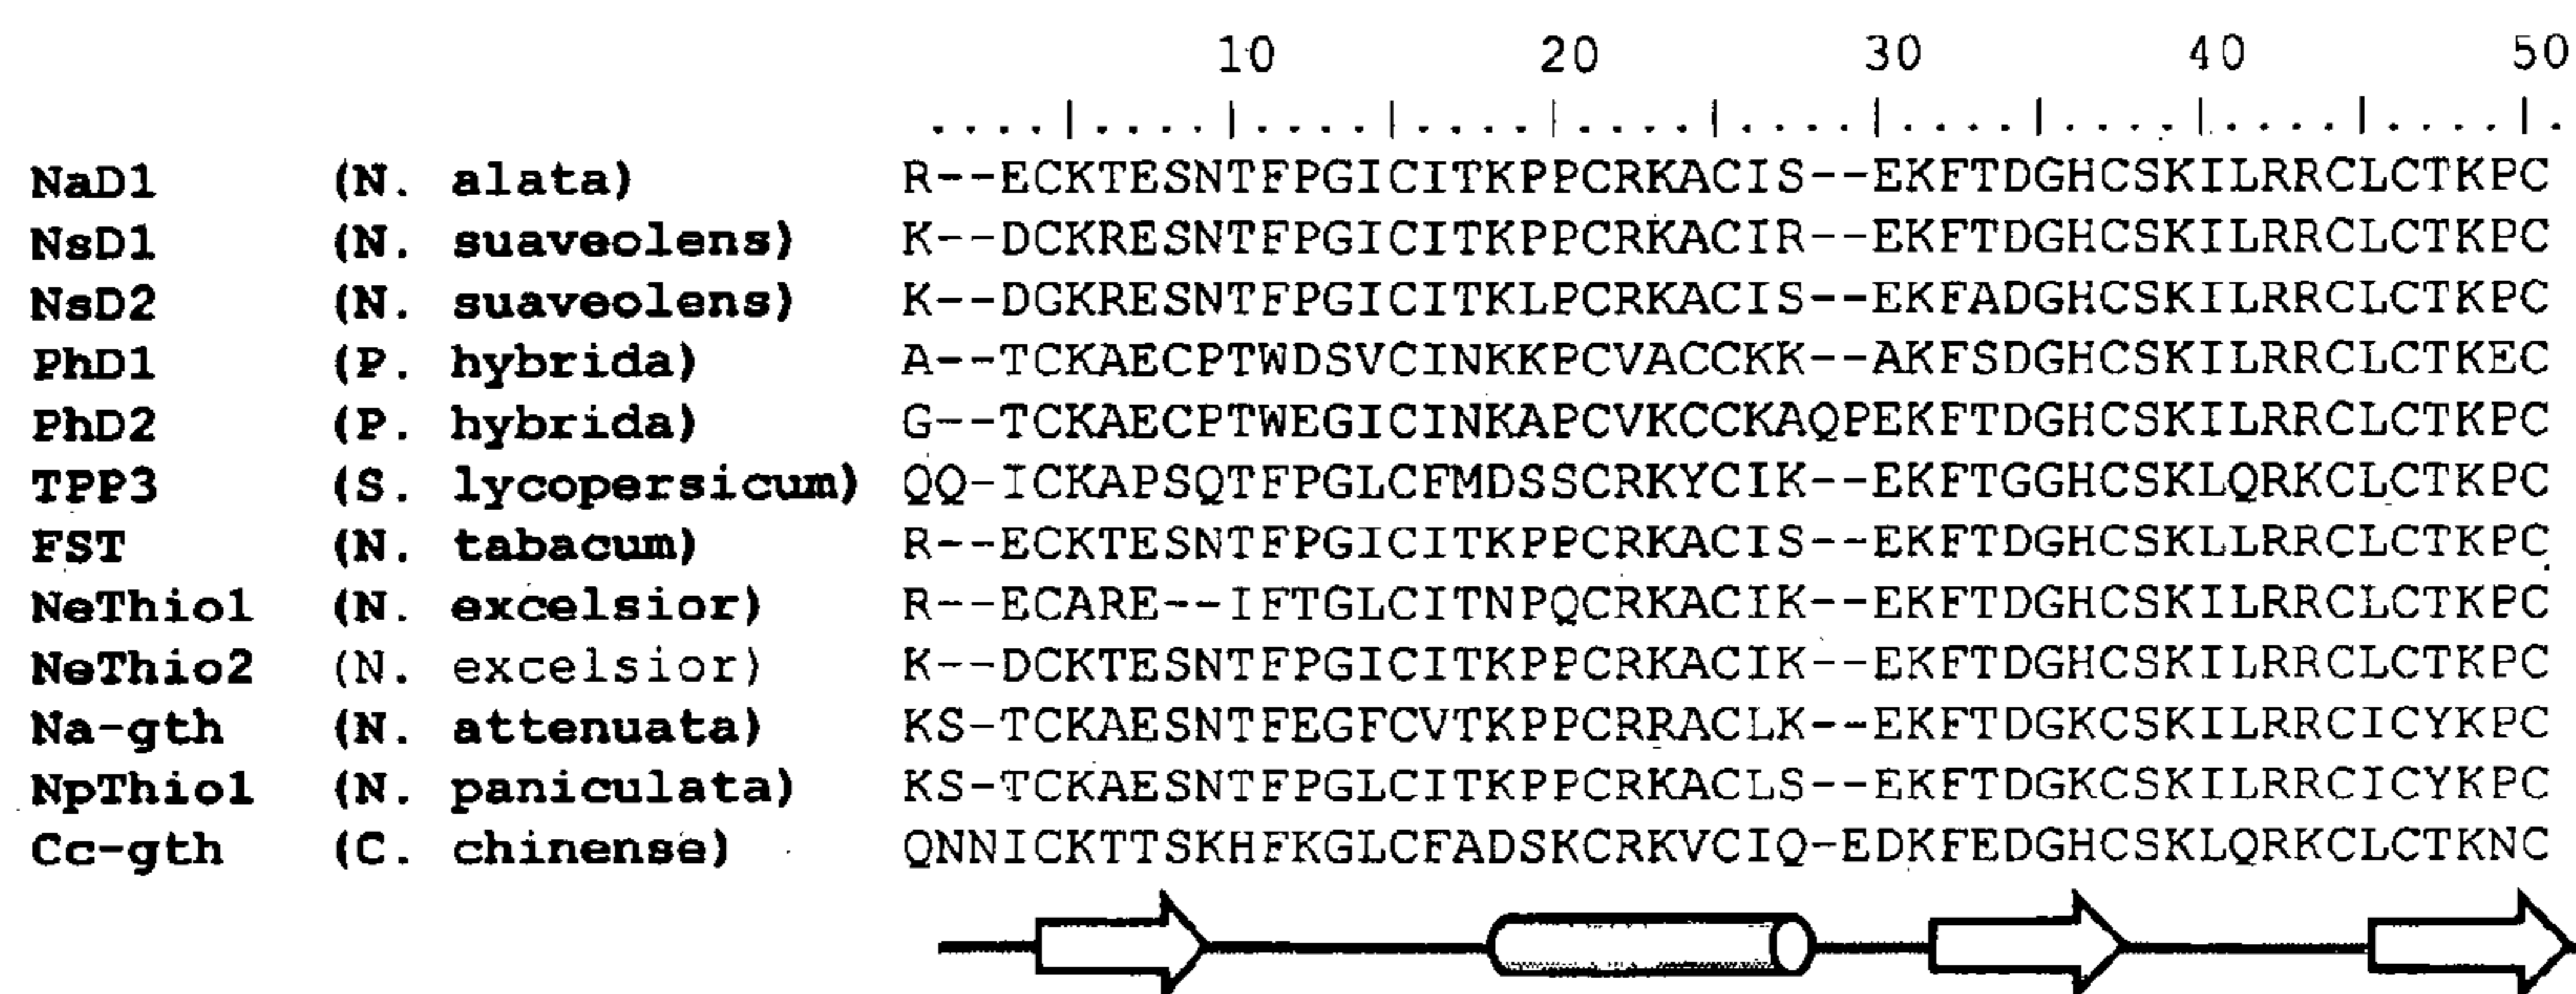 10 20 30 40 50
....|....|....|....|....|....|....|....|....|....|.
NaD1 (N. alata) R--ECKTESNTFPGICITKPPCRKACIS--EKFTDGHCSKILRRCLCTKPC
NsD1 (N. suaveolens) K--DCKRESNTFPGICITKPPCRKACIR--EKFTDGHCSKILRRCLCTKPC
NsD2 (N. suaveolens) K--DGKRESNTFPGICITKLPCRKACIS--EKFADGHCSKILRRCLCTKPC
PhD1 (P. hybrida) A--TCKAECPTWDSVCINKKPCVACCKK--AKFSDGHCSKILRRCLCTKEC
PhD2 (P. hybrida) G--TCKAECPTWEGICINKAPCVKCCKAQPEKFTDGHCSKILRRCLCTKPC
TPP3 (S. lycopersicum) QQ-ICKAPSQTFPGLCFMDSSCRKYCIK--EKFTGGHCSKLQRKCLCTKPC
FST (N. tabacum) R--ECKTESNTFPGICITKPPCRKACIS--EKFTDGHCSKLLRRCLCTKPC
NeThio1 (N. excelsior) R--ECARE--IFTGLCITNPQCRKACIK--EKFTDGHCSKILRRCLCTKPC
NeThio2 (N. excelsior) K--DCKTESNTFPGICITKPPCRKACIK--EKFTDGHCSKILRRCLCTKPC
Na-gth (N. attenuata) KS-TCKAESNTFEGFCVTKPPCRRACLK--EKFTDGKCSKILRRCICYKPC
NpThio1 (N. paniculata) KS-TCKAESNTFPGLCITKPPCRKACLS--EKFTDGKCSKILRRCICYKPC
Cc-gth (C. chinense) QNNICKTTSKHFKGLCFADSKCRKVCIQ-EDKFEDGHCSKLQRKCLCTKNC